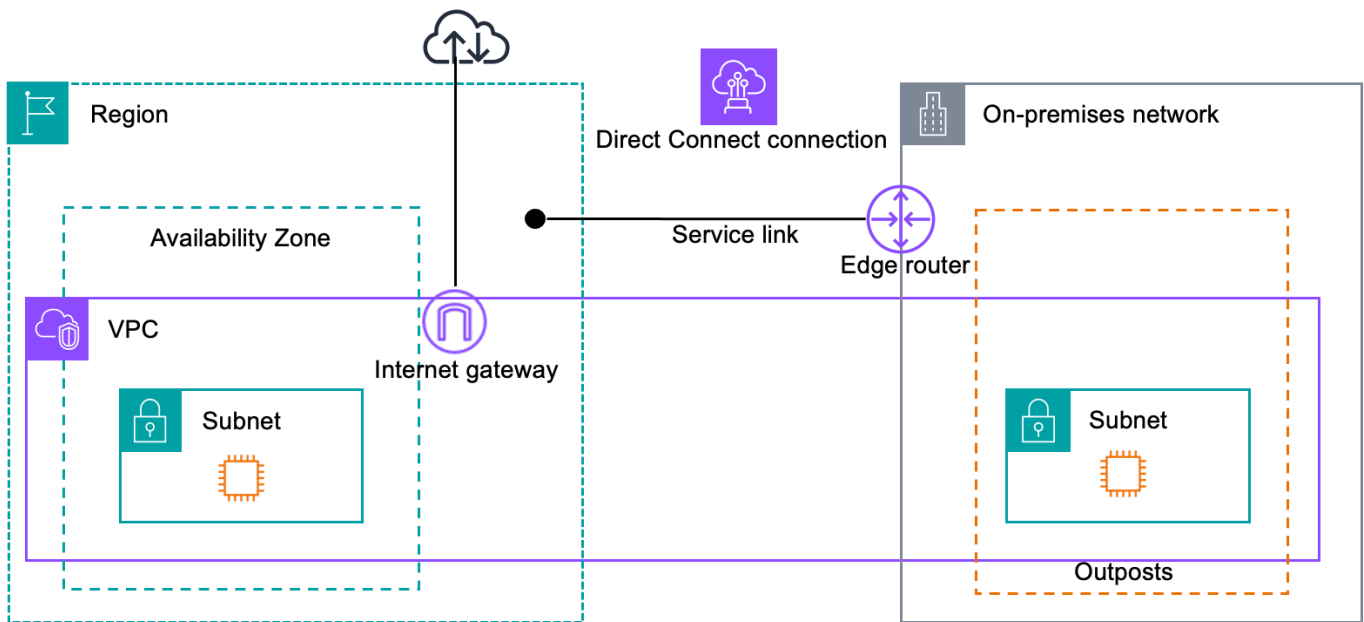 Region
Direct Connect connection
On-premises network
Availability Zone
Service link
Edge router
VPC
Internet gateway
Subnet
Subnet
Outposts